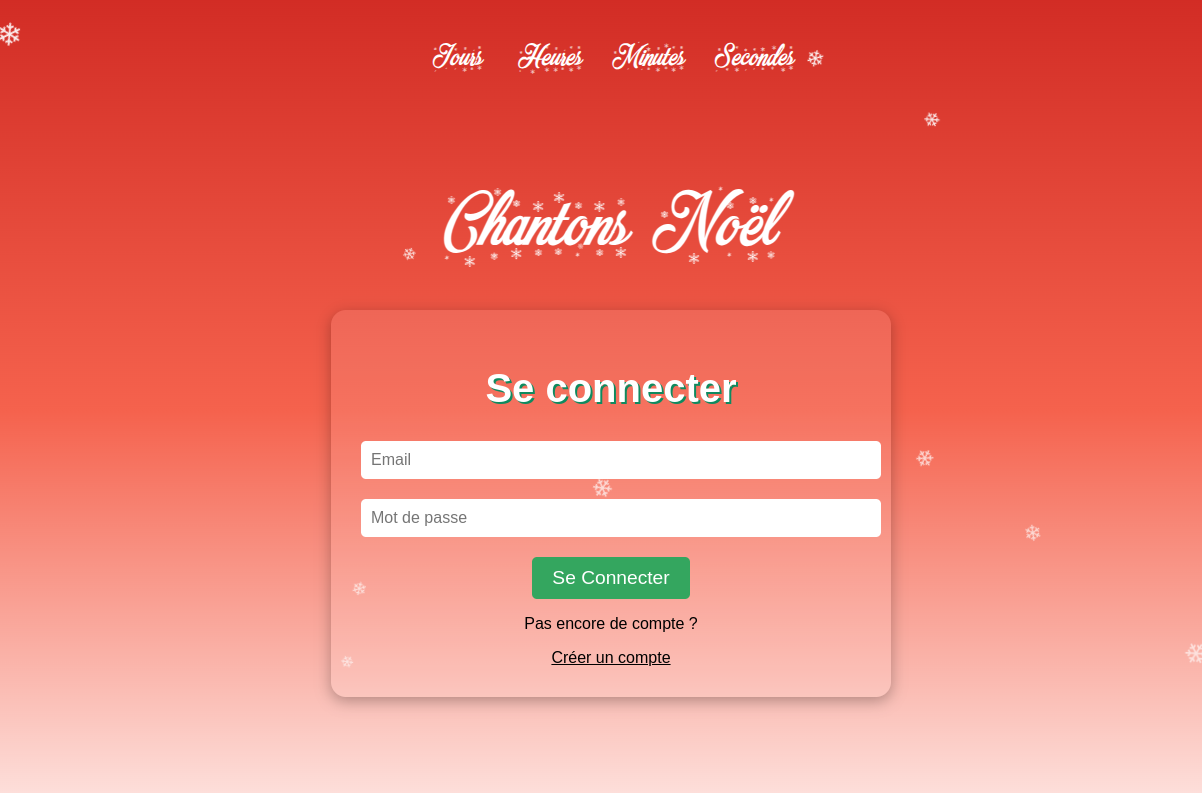 Jours Heures Minutes Secondes
Chantons Noël
Se connecter
Email
Mot de passe
Se Connecter
Pas encore de compte ?
Créer un compte